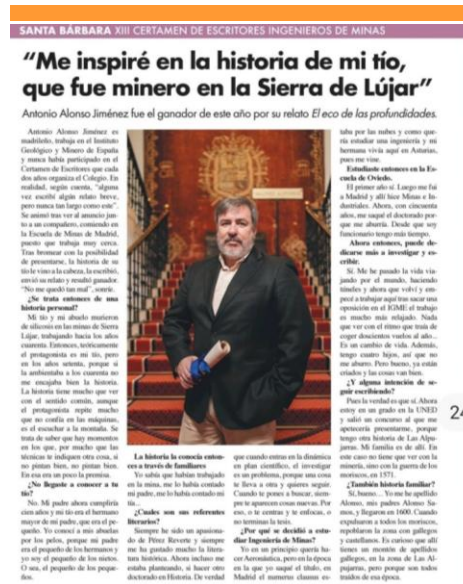 SANTA BÁRBARA XIII CERTAMEN DE ESCRITORES INGENIEROS DE MINAS
“Me inspiré en la historia de mi tío,
que fue minero en la Sierra de Lújar”
Antonio Alonso Jiménez fue el ganador de este año por su relato El eco de las profundidades.
Antonio Alonso Jiménez es
madrileño, trabaja en el Instituto
Geológico y Minero de España
y nunca había participado en el
Certamen de Escritores que cada
dos años organiza el Colegio. En
realidad, según cuenta, “alguna
vez escribí algún relato breve,
pero nunca tan largo como este”.
Se animó tras ver al anuncio jun-
to a un compañero, comiendo en
la Escuela de Minas de Madrid,
puesto que trabaja muy cerca.
Tras bromear con la posibilidad
de presentarse, la historia de su
tío le vino a la cabeza, la escribió,
envió su relato y resultó ganador.
“No me quedó tan mal”, sonríe.
¿Se trata entonces de una
historia personal?
Mi tío y mi abuelo murieron
de silicosis en las minas de Sierra
Lújar, trabajando hacia los años
cuarenta. Entonces, teóricamente
el protagonista es mi tío, pero
en los años setenta, porque si
la ambientaba a los cuarenta no
me encajaba bien la historia.
La historia tiene mucho que ver
con el sentido común, aunque
el protagonista repite mucho
que no confía en las máquinas,
es el escuchar a la montaña. Se
trata de saber que hay momentos
en los que, por mucho que las
técnicas te indiquen otra cosa, si
no pintan bien, no pintan bien.
En esa era un poco la premisa.
¿No llegaste a conocer a tu
tío?
No. Mi padre ahora cumpliría
cien años y mi tío era el hermano
mayor de mi padre, que era el pe-
queño. Yo conocí a mis abuelas
por los pelos, porque mi padre
era el pequeño de los hermanos y
yo soy el pequeño de los nietos.
O sea, el pequeño de los peque-
ños.
La historia la conocía enton-
ces a través de familiares
Yo sabía que habían trabajado
en la mina, me lo había contado
mi padre, me lo había contado mi
tía...
¿Cuáles son sus referentes
literarios?
Siempre he sido un apasiona-
do de Pérez Reverte y siempre
me ha gustado mucho la litera-
tura histórica. Ahora incluso me
estaba planteando, si hacer otro
doctorado en Historia. De verdad
que cuando entras en la dinámica
en plan científico, el investigar
es un problema, porque una cosa
te lleva a otra y quieres seguir.
Cuando te pones a buscar, siem-
pre te aparecen cosas nuevas. Por
eso, o te centras y te enfocas, o
no terminas la tesis.
¿Por qué se decidió a estu-
diar Ingeniería de Minas?
Yo en un principio quería ha-
cer Aeronáutica, pero en la época
en la que yo saqué el título, en
Madrid el numerus clausus es-
taba por las nubes y como que-
ría estudiar una ingeniería y mi
hermana vivía aquí en Asturias,
pues me vine.
Estudiaste entonces en la Es-
cuela de Oviedo.
El primer año sí. Luego me fui
a Madrid y allí hice Minas e In-
dustriales. Ahora, con cincuenta
años, me saqué el doctorado por-
que me aburría. Desde que soy
funcionario tengo más tiempo.
Ahora entonces, puede de-
dicarse más a investigar y es-
cribir.
Sí. Me he pasado la vida via-
jando por el mundo, haciendo
túneles y ahora que volví y em-
pecé a trabajar aquí tras sacar una
oposición en el IGME el trabajo
es mucho más relajado. Nada
que ver con el ritmo que traía de
coger doscientos vuelos al año...
Es un cambio de vida. Además,
tengo cuatro hijos, así que no
me aburro. Pero bueno, ya están
criados y las cosas van bien.
¿Y alguna intención de se-
guir escribiendo?
Pues la verdad es que sí. Ahora
estoy en un grado en la UNED
y salió un concurso al que me
apetecería presentarme, porque
tengo otra historia de Las Alpu-
jarras. Mi familia es de allí. En
este caso no tiene que ver con la
minería, sino con la guerra de los
moriscos, en 1571.
¿También historia familiar?
Sí, bueno... Yo me he apellido
Alonso, mis padres Alonso Sa-
mos, y llegaron en 1600. Cuando
expulsaron a todos los moriscos,
repoblaron la zona con gallegos
y castellanos. Es curioso que allí
tienes un montón de apellidos
gallegos, en la zona de Las Al-
pujarras, pero porque son todos
traídos de esa época.
24